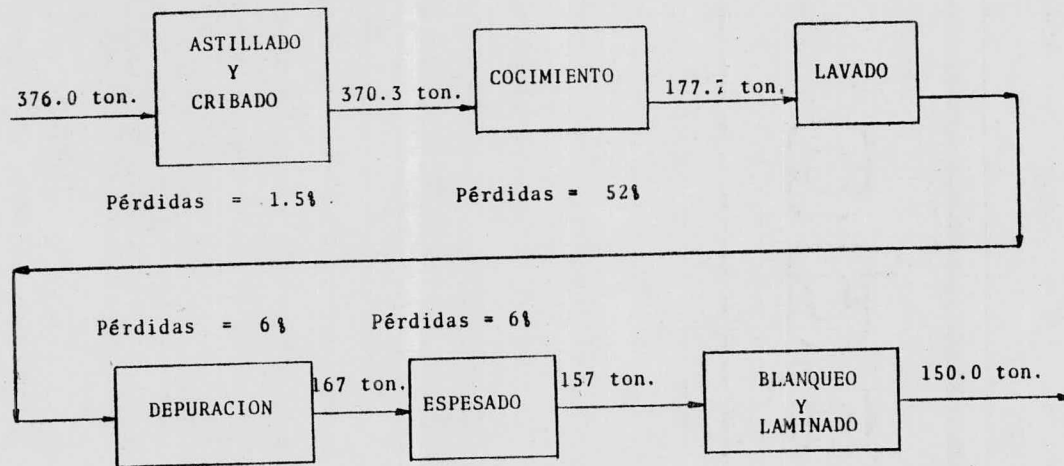 ASTILLADO
Y
CRIBADO
376.0 ton.
370.3 ton.
COCIMIENTO
177.7 ton.
LAVADO
Pérdidas = 1.5%
Pérdidas = 52%
Pérdidas = 6%
Pérdidas = 6%
DEPURACION
167 ton.
ESPESADO
157 ton.
BLANQUEO
Y
LAMINADO
150.0 ton.